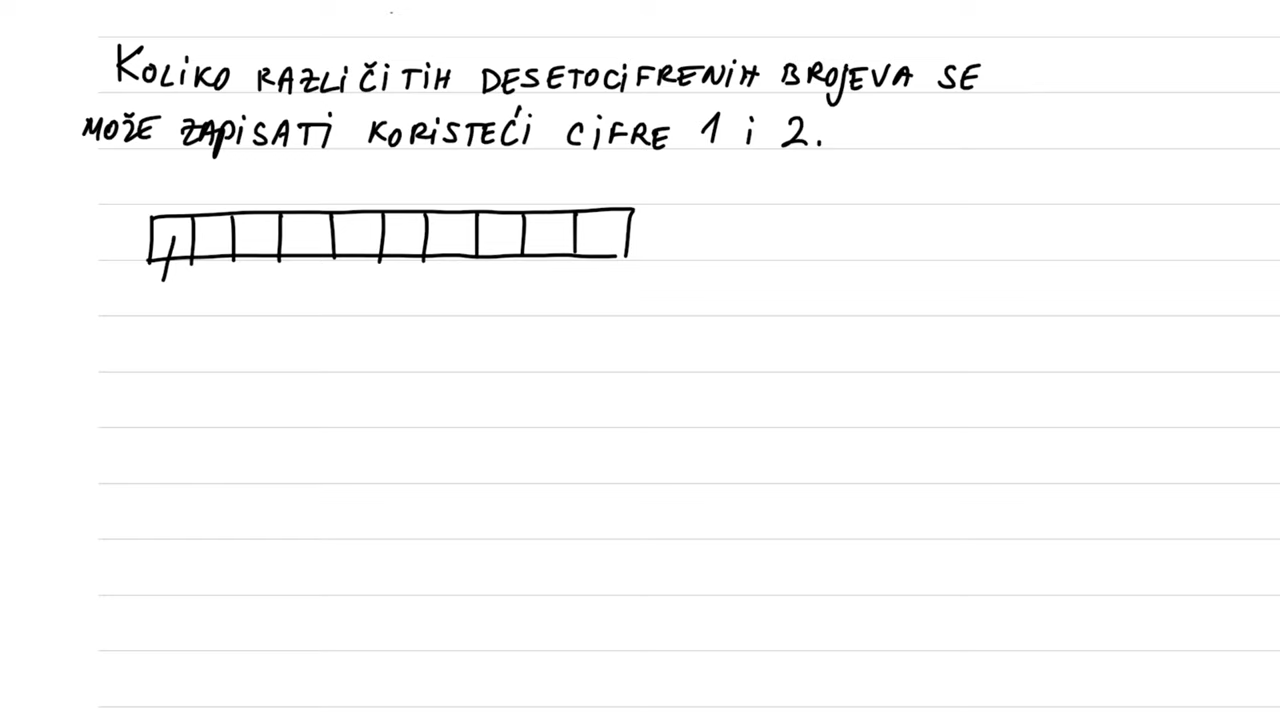 KOLIKO RAZLIČITIH DESETOCIFRENIH BROJEVA SE
MOŽE ZAPISATI KORISTEĆI CIFRE 1 i 2.